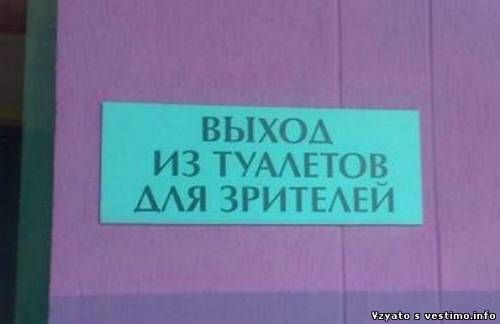 ВЫХОД
ИЗ ТУАЛЕТОВ
ДЛЯ ЗРИТЕЛЕЙ
Vzyato s vestimo.info